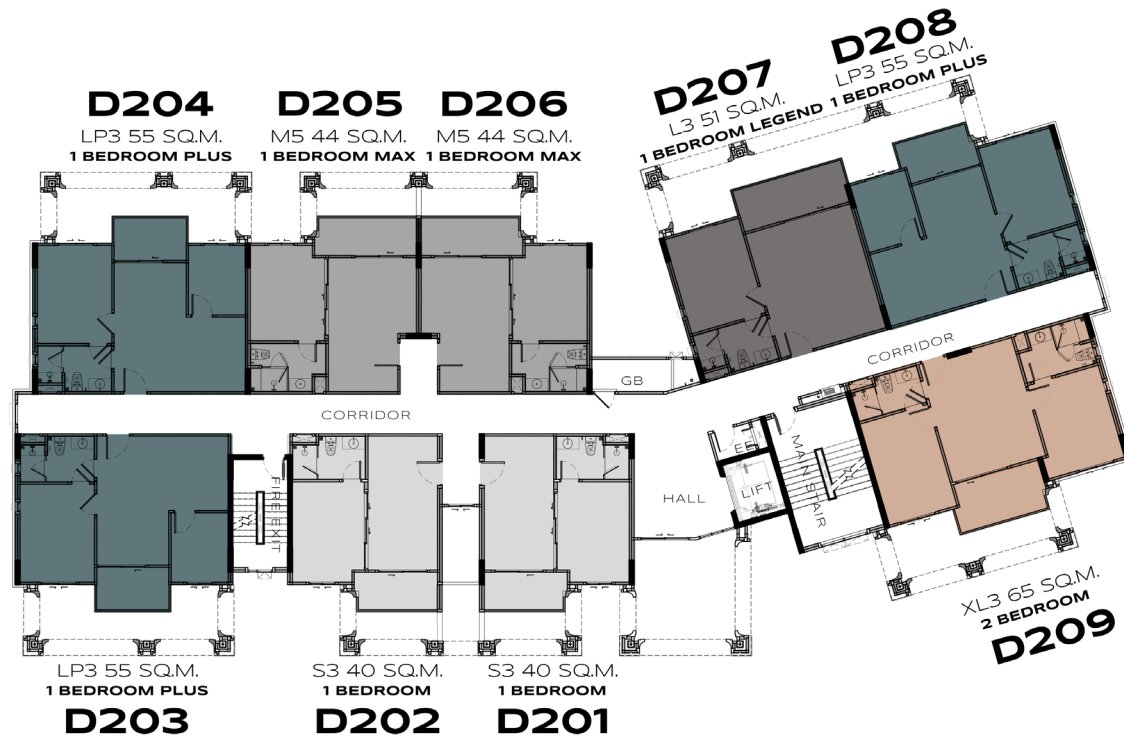 D204
LP3 55 SQ.M.
1 BEDROOM PLUS
D205
M5 44 SQ.M.
1 BEDROOM MAX
D206
M5 44 SQ.M.
1 BEDROOM MAX
D207
L3 51 SQ.M.
1 BEDROOM LEGEND
D208
LP3 55 SQ.M.
1 BEDROOM PLUS
GB
CORRIDOR
CORRIDOR
FIRE EXIT
HALL
EE
LIFT
MAIN STAIR
LP3 55 SQ.M.
1 BEDROOM PLUS
D203
S3 40 SQ.M.
1 BEDROOM
D202
S3 40 SQ.M.
1 BEDROOM
D201
XL3 65 SQ.M.
2 BEDROOM
D209